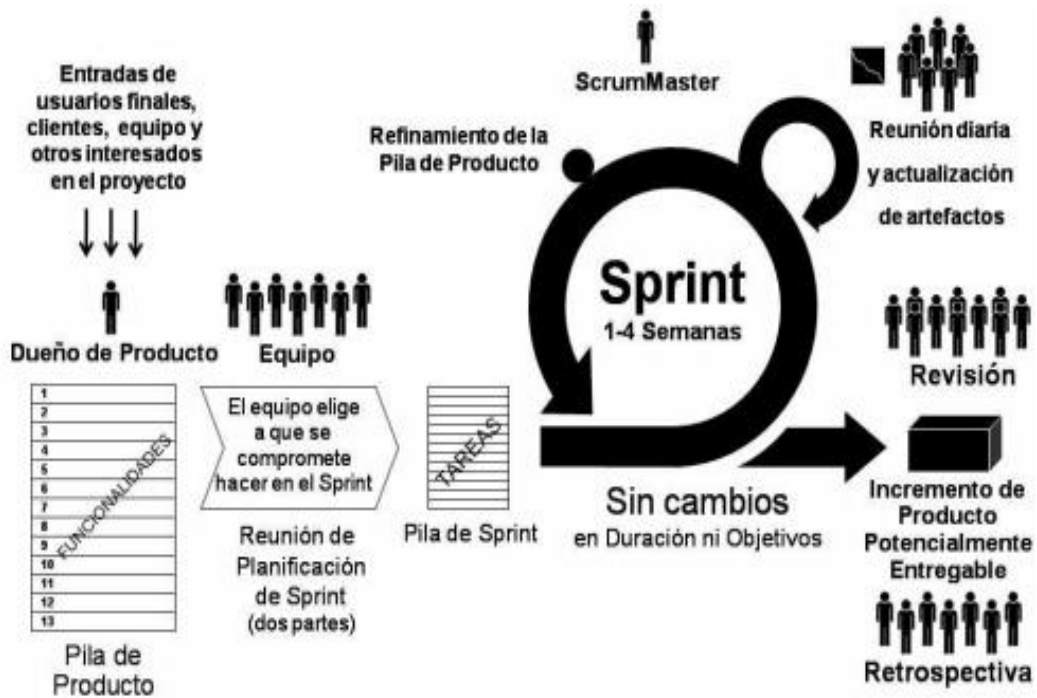 Entradas de
usuarios finales,
clientes, equipo y
otros interesados
en el proyecto
Dueño de Producto
1
2
3
4
5
6
7
8
9
10
11
12
13
FUNCIONALIDADES
Pila de
Producto
Equipo
El equipo elige
a que se
compromete
hacer en el Sprint
Reunión de
Planificación
de Sprint
(dos partes)
TAREAS
Pila de Sprint
ScrumMaster
Refinamiento de la
Pila de Producto
Sprint
1-4 Semanas
Sin cambios
en Duración ni Objetivos
Reunión diaria
y actualización
de artefactos
Revisión
Incremento de
Producto
Potencialmente
Entregable
Retrospectiva